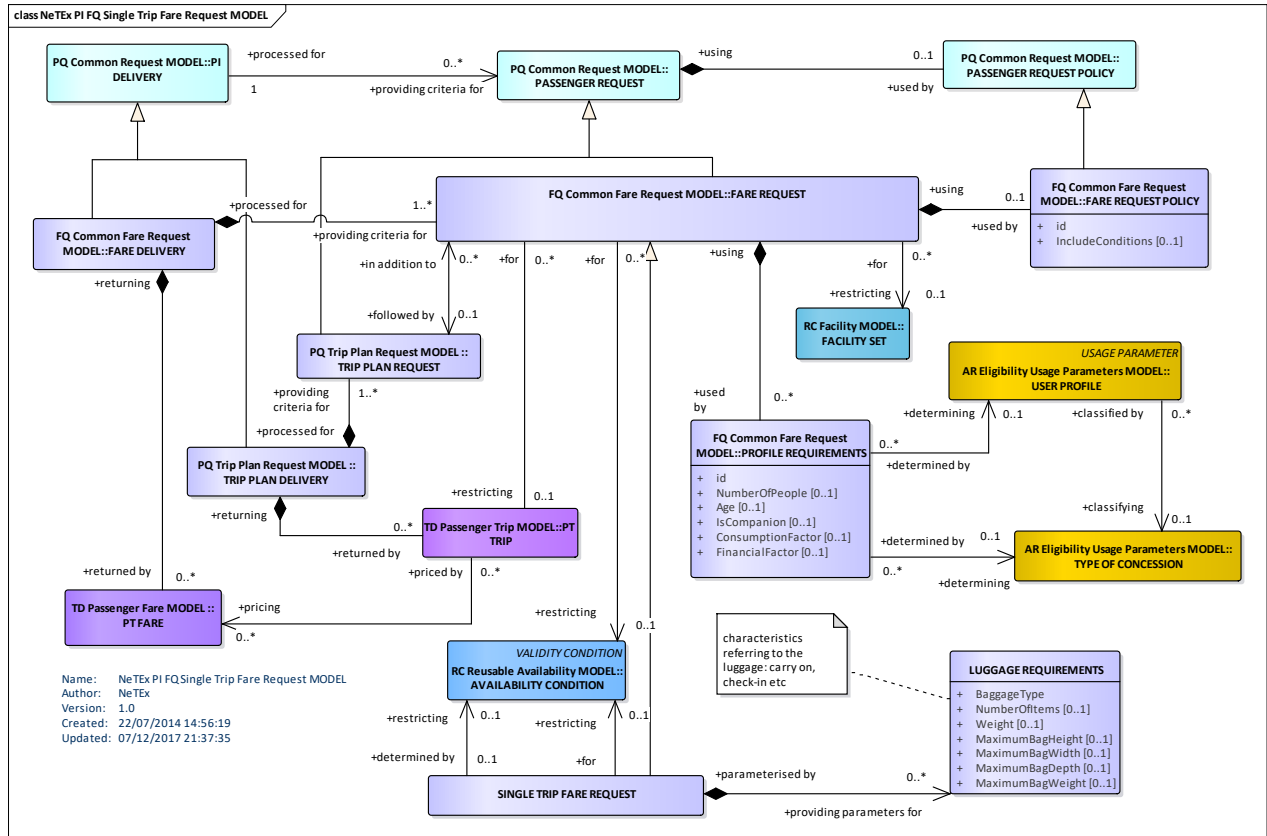 class NeTEx PI FQ Single Trip Fare Request MODEL
PQ Common Request MODEL::PI
DELIVERY
+processed for
0..*
1
+providing criteria for
PQ Common Request MODEL::
PASSENGER REQUEST
+using
0..1
+used by
PQ Common Request MODEL::
PASSENGER REQUEST POLICY
FQ Common Fare Request MODEL::FARE REQUEST
+using
0..1
+used by
FQ Common Fare Request
MODEL::FARE REQUEST POLICY
+ id
+ IncludeConditions [0..1]
FQ Common Fare Request
MODEL::FARE DELIVERY
+processed for
1..*
+providing criteria for
+returning
+in addition to
0..*
+for
0..*
+for
0..*
+using
0..*
+for
+restricting
0..1
+followed by
0..1
RC Facility MODEL::
FACILITY SET
PQ Trip Plan Request MODEL ::
TRIP PLAN REQUEST
+providing
criteria for
1..*
+processed for
USAGE PARAMETER
AR Eligibility Usage Parameters MODEL::
USER PROFILE
+used
by
0..*
+determining
0..1
+classified by
0..*
FQ Common Fare Request
MODEL::PROFILE REQUIREMENTS
+ id
+ NumberOfPeople [0..1]
+ Age [0..1]
+ IsCompanion [0..1]
+ ConsumptionFactor [0..1]
+ FinancialFactor [0..1]
0..*
+determined by
PQ Trip Plan Request MODEL ::
TRIP PLAN DELIVERY
+returning
0..*
+returned by
+restricting
0..1
TD Passenger Trip MODEL::PT
TRIP
+classifying
0..1
0..1
+determined by
0..*
+determining
AR Eligibility Usage Parameters MODEL::
TYPE OF CONCESSION
+returned by
0..*
+priced by
0..*
TD Passenger Fare MODEL ::
PT FARE
+pricing
0..*
+restricting
0..1
characteristics
referring to the
luggage: carry on,
check-in etc
VALIDITY CONDITION
RC Reusable Availability MODEL::
AVAILABILITY CONDITION
LUGGAGE REQUIREMENTS
+ BaggageType
+ NumberOfItems [0..1]
+ Weight [0..1]
+ MaximumBagHeight [0..1]
+ MaximumBagWidth [0..1]
+ MaximumBagDepth [0..1]
+ MaximumBagWeight [0..1]
Name: NeTEx PI FQ Single Trip Fare Request MODEL
Author: NeTEx
Version: 1.0
Created: 22/07/2014 14:56:19
Updated: 07/12/2017 21:37:35
+restricting
0..1
+restricting
0..1
+determined by
0..1
+for
SINGLE TRIP FARE REQUEST
+parameterised by
0..*
+providing parameters for